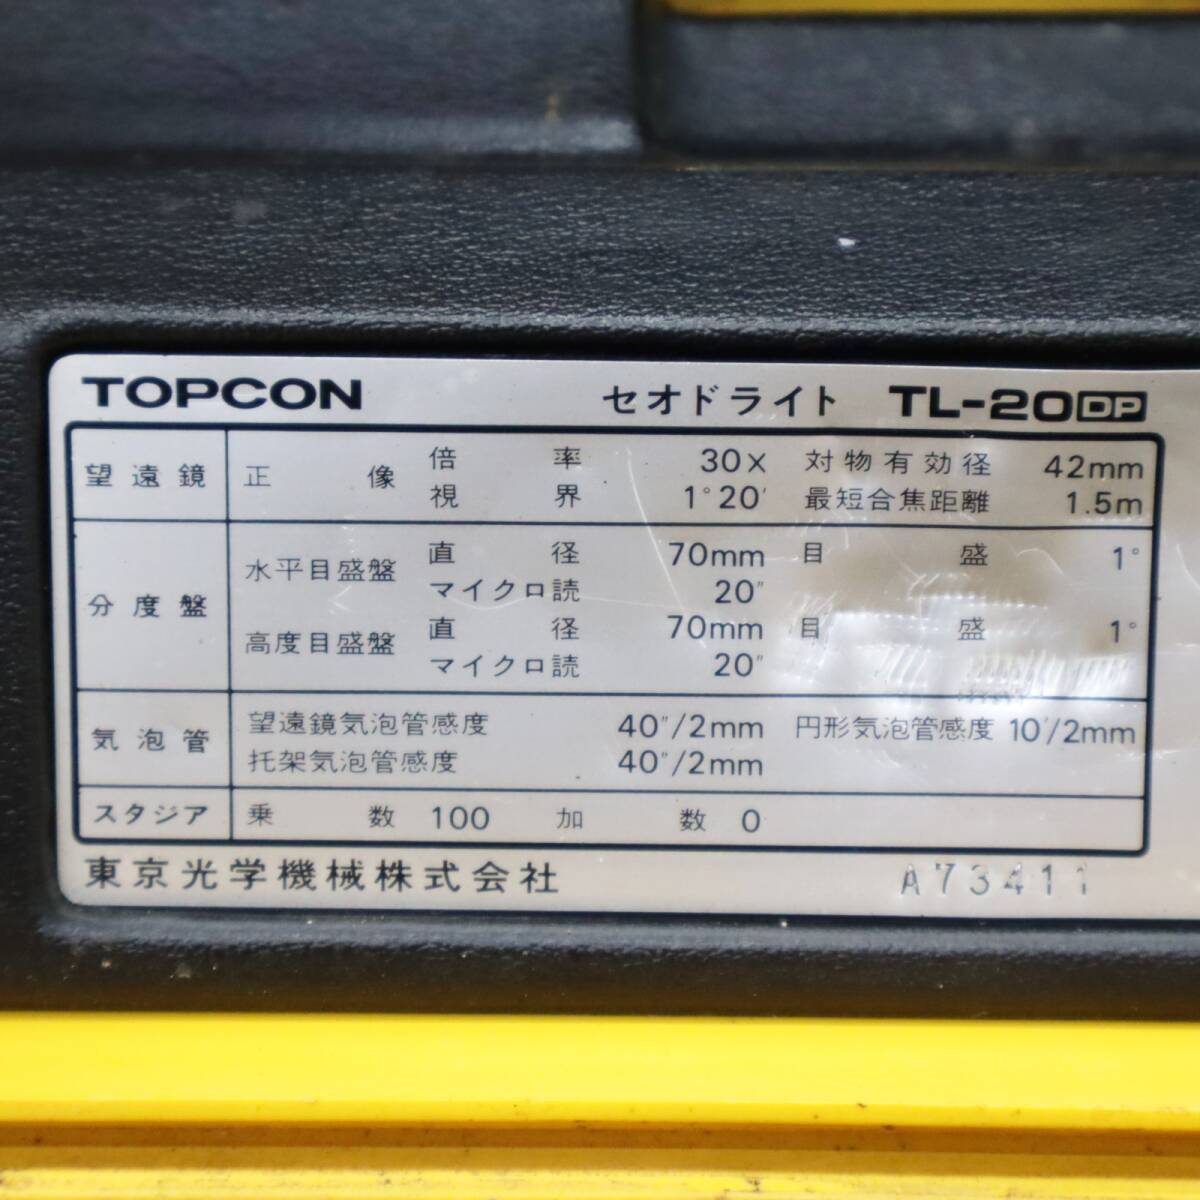 TOPCON セオドライト TL-20DP
望遠鏡 正像 倍率 30× 対物有効径 42mm
視界 1°20′ 最短合焦距離 1.5m
分度盤 水平目盛盤 直径 70mm 目盛 1°
マイクロ読 20″
高度目盛盤 直径 70mm 目盛 1°
マイクロ読 20″
気泡管 望遠鏡気泡管感度 40″/2mm 円形気泡管感度 10′/2mm
托架気泡管感度 40″/2mm
スタジア 乗数 100 加数 0
東京光学機械株式会社 A73411